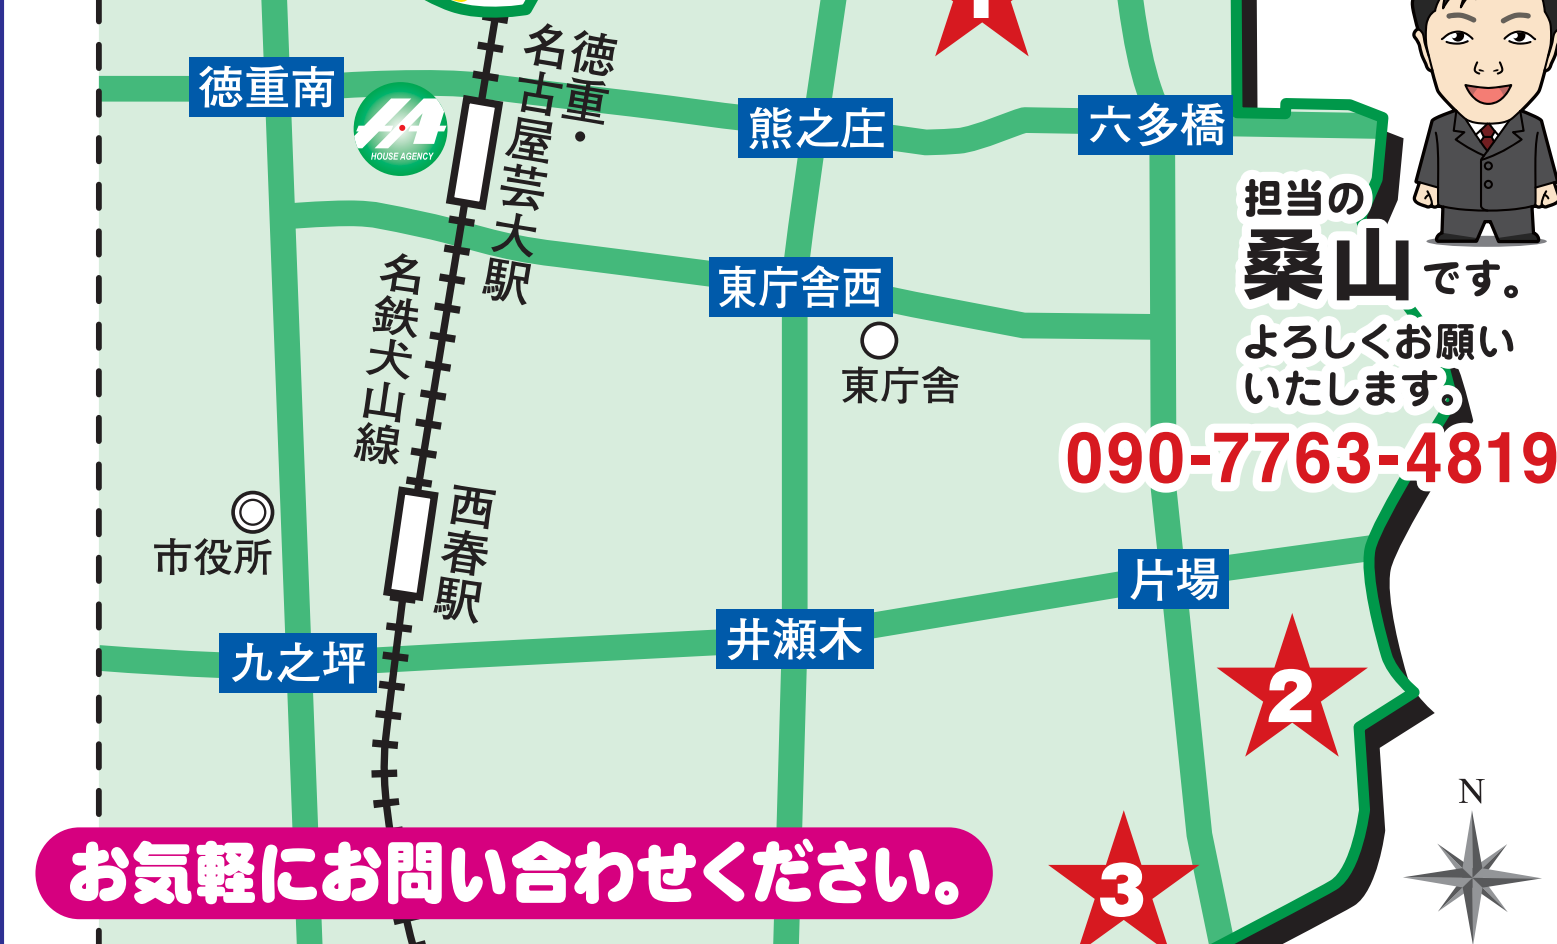 1
徳重・
名古屋芸大駅
徳重南
HOUSE AGENCY
熊之庄
六多橋
担当の
桑山です。
よろしくお願い
いたします。
090-7763-4819
東庁舎西
東庁舎
名鉄犬山線
西春駅
市役所
片場
井瀬木
九之坪
2
N
お気軽にお問い合わせください。
3